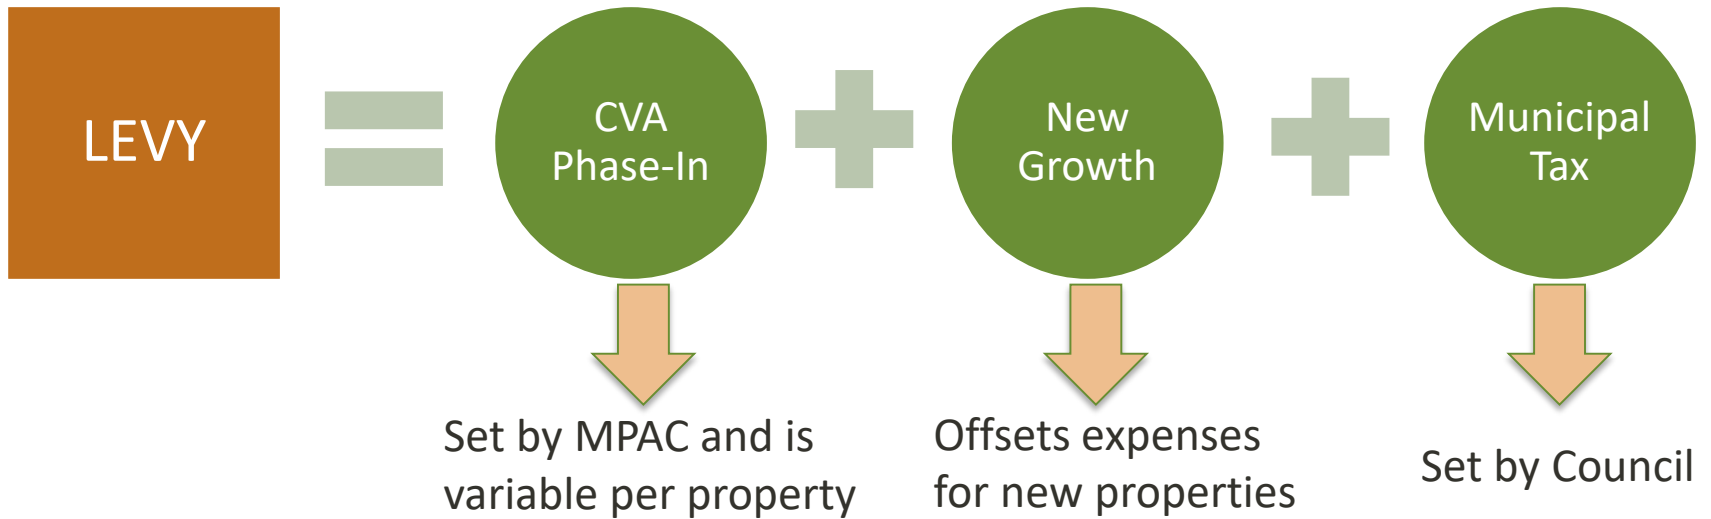 LEVY
CVA
Phase-In
New
Growth
Municipal
Tax
Set by MPAC and is
variable per property
Offsets expenses
for new properties
Set by Council